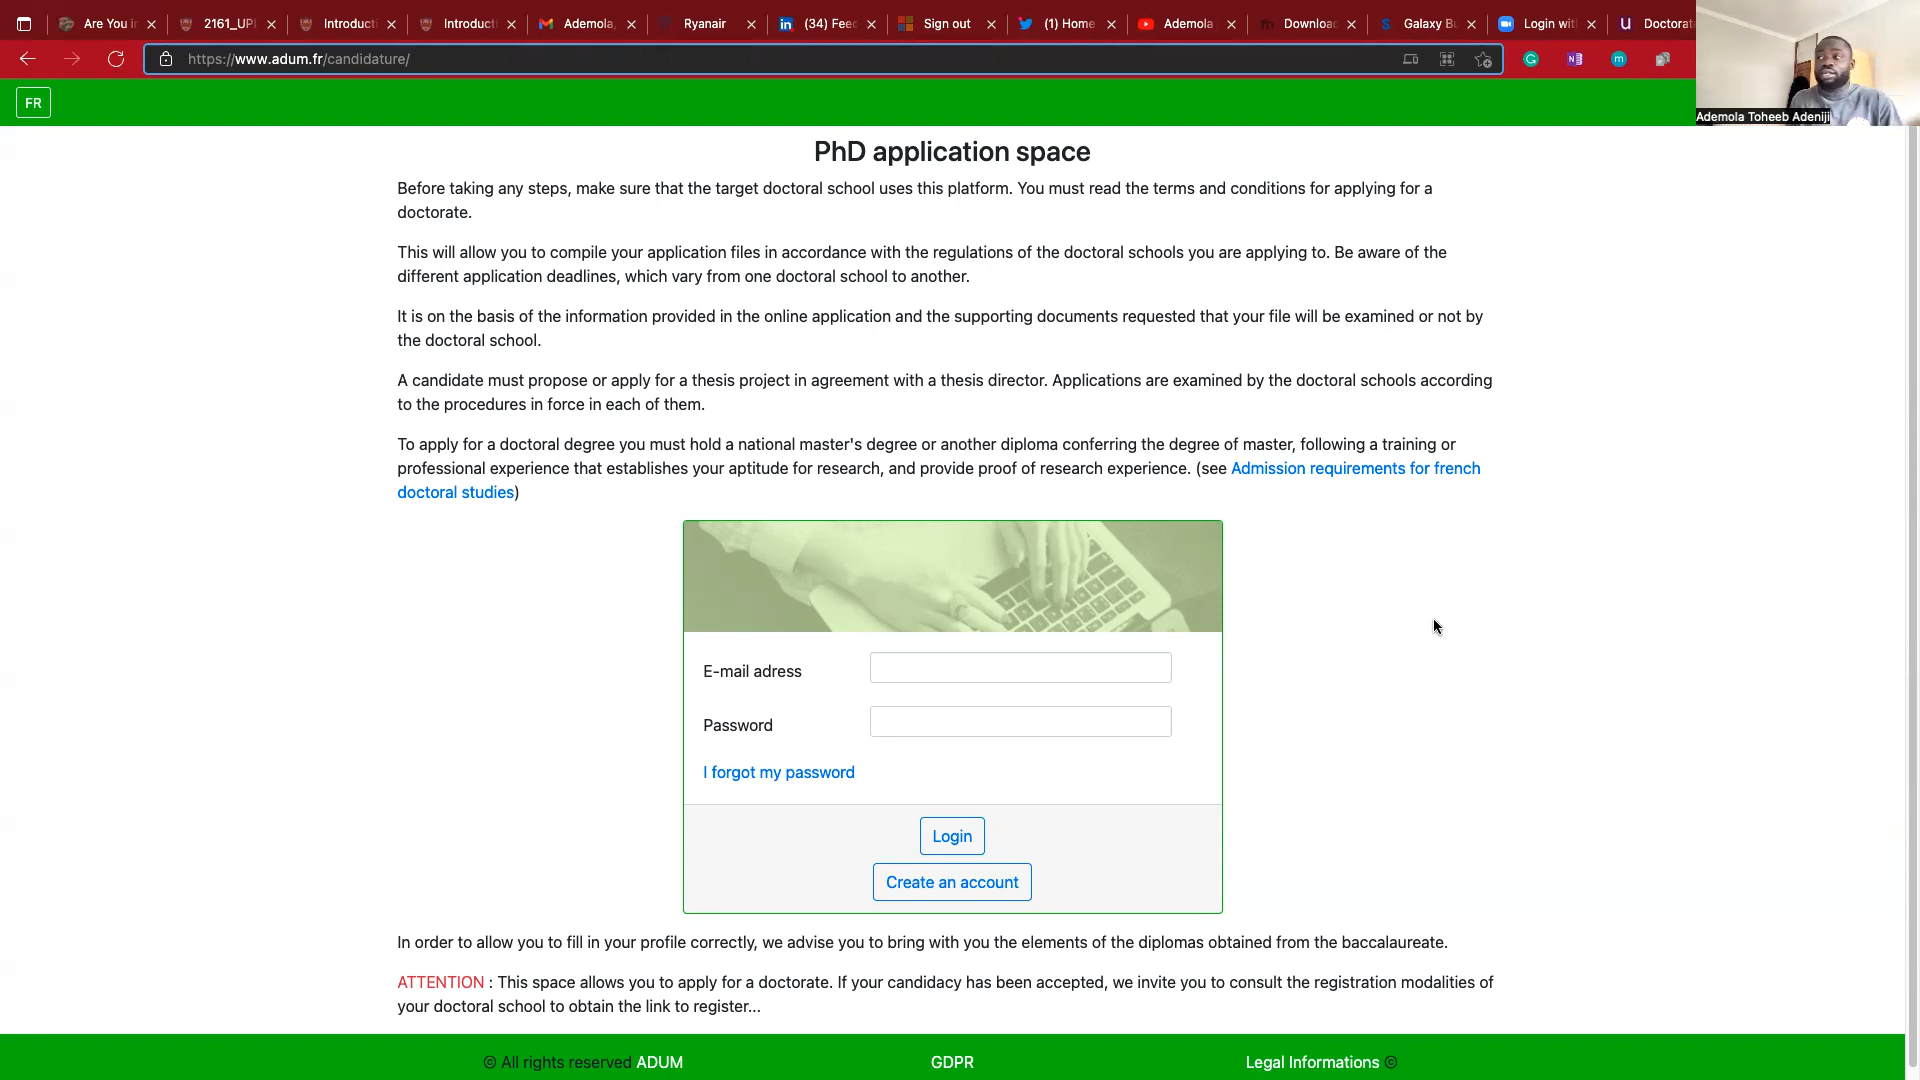 Are You i
2161_UPI
Introducti
Introducti
Ademola,
Ryanair
(34) Feed
Sign out
(1) Home
Ademola
Download
Galaxy Bu
Login with
Doctorate
https://www.adum.fr/candidature/
FR
Ademola Toheeb Adeniji
PhD application space
Before taking any steps, make sure that the target doctoral school uses this platform. You must read the terms and conditions for applying for a
doctorate.
This will allow you to compile your application files in accordance with the regulations of the doctoral schools you are applying to. Be aware of the
different application deadlines, which vary from one doctoral school to another.
It is on the basis of the information provided in the online application and the supporting documents requested that your file will be examined or not by
the doctoral school.
A candidate must propose or apply for a thesis project in agreement with a thesis director. Applications are examined by the doctoral schools according
to the procedures in force in each of them.
To apply for a doctoral degree you must hold a national master's degree or another diploma conferring the degree of master, following a training or
professional experience that establishes your aptitude for research, and provide proof of research experience. (see Admission requirements for french
doctoral studies)
E-mail adress
Password
I forgot my password
Login
Create an account
In order to allow you to fill in your profile correctly, we advise you to bring with you the elements of the diplomas obtained from the baccalaureate.
ATTENTION : This space allows you to apply for a doctorate. If your candidacy has been accepted, we invite you to consult the registration modalities of
your doctoral school to obtain the link to register...
© All rights reserved ADUM
GDPR
Legal Informations ©